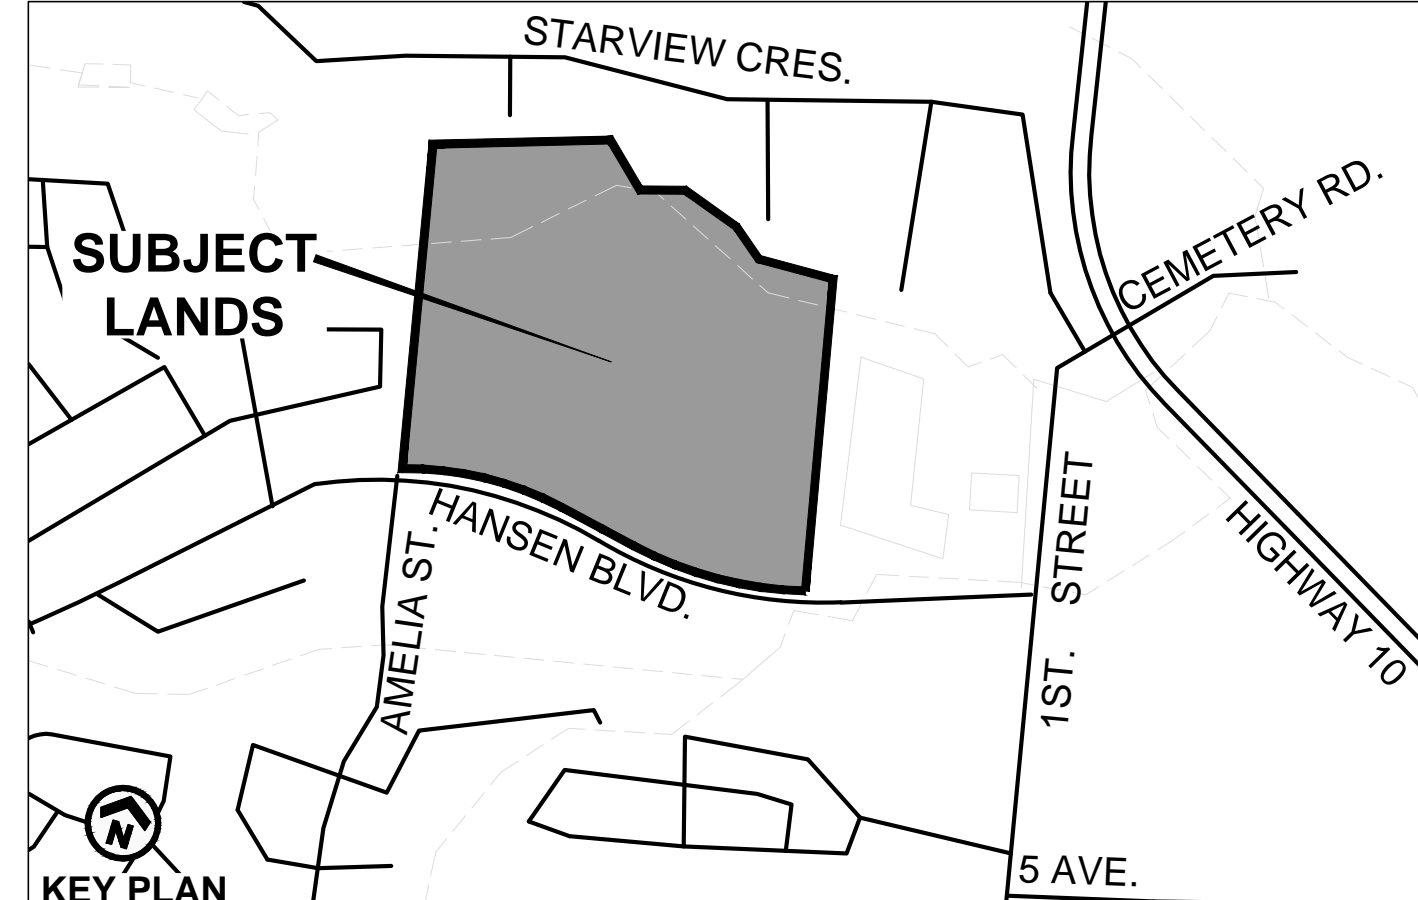 STARVIEW CRES.
CEMETERY RD.
SUBJECT
LANDS
HANSEN BLVD.
AMELIA ST.
1ST. STREET
HIGHWAY 10
5 AVE.
N
KEY PLAN